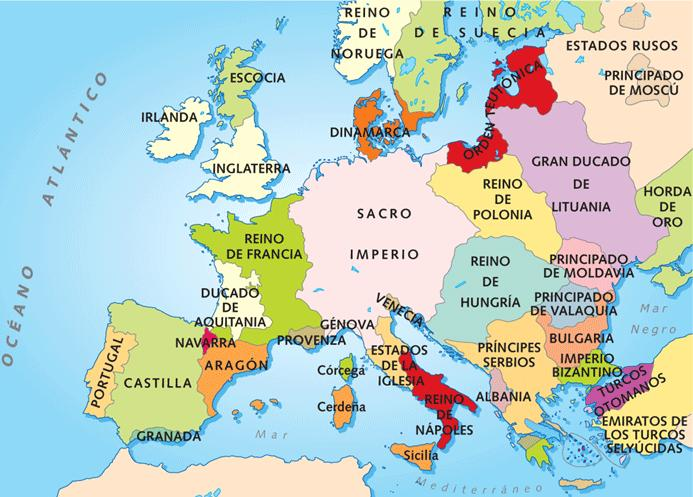 REINO
DE
NORUEGA
REINO
DE SUECIA
ESTADOS RUSOS
PRINCIPADO
DE MOSCÚ
ESCOCIA
IRLANDA
INGLATERRA
DINAMARCA
ORDEN TEUTÓNICA
GRAN DUCADO
DE
LITUANIA
HORDA
DE
ORO
REINO
DE
POLONIA
SACRO
IMPERIO
OCÉANO ATLÁNTICO
REINO
DE FRANCIA
DUCADO
DE
AQUITANIA
REINO
DE
HUNGRÍA
PRINCIPADO
DE MOLDAVIA
PRINCIPADO
DE VALAQUIA
Mar
Negro
VENECIA
GÉNOVA
PROVENZA
NAVARRA
ARAGÓN
PORTUGAL
CASTILLA
GRANADA
ESTADOS
DE LA
IGLESIA
Córcega
Cerdeña
REINO
DE
NÁPOLES
Sicilia
PRÍNCIPES
SERBIOS
ALBANIA
BULGARIA
IMPERIO
BIZANTINO
TURCOS
OTOMANOS
EMIRATOS DE
LOS TURCOS
SELYÚCIDAS
Mar
Mediterráneo